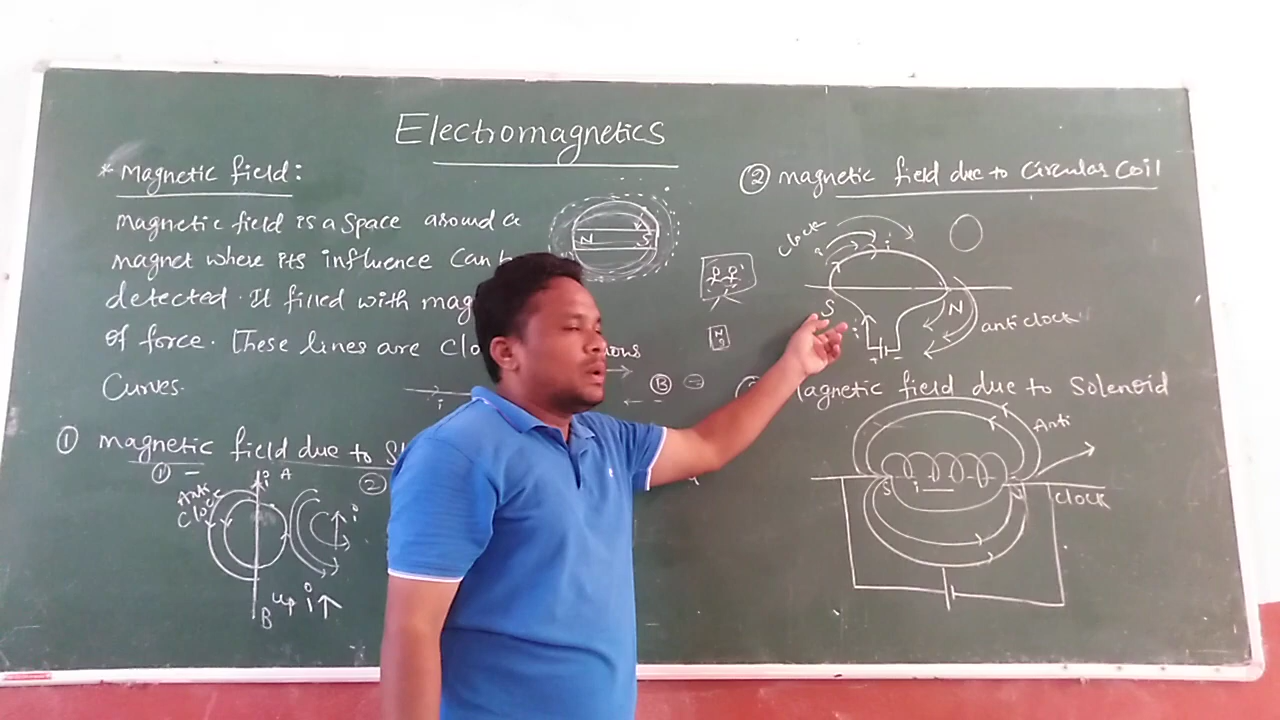 Electromagnetics
* Magnetic field:
Magnetic field is a space around a
magnet where its influence can b
detected. It filled with mag
of force. These lines are Clo
Curves.
N S
i
B =
① magnetic field due to St
① -
②
Anti
Clock
i A
i
B
i ↑
② magnetic field due to Circular Coil
clock
i i
S N
anti clock
i
+ -
N
S
agnetic field due to Solenoid
Anti
S i N
clock